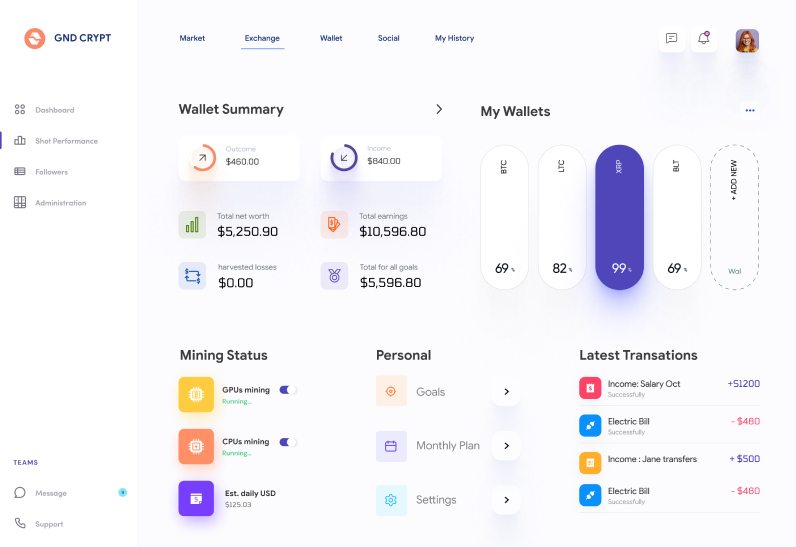 GND CRYPT
Market
Exchange
Wallet
Social
My History
Dashboard
Shot Performance
Followers
Administration
TEAMS
Message
Support
Wallet Summary
Outcome
$460.00
Income
$840.00
Total net worth
$5,250.90
Total earnings
$10,596.80
harvested losses
$0.00
Total for all goals
$5,596.80
My Wallets
BTC
69 %
LTC
82 %
XRP
99 %
BLT
69 %
+ ADD NEW
Wal
Mining Status
GPUs mining
Running...
CPUs mining
Running...
Est. daily USD
$125.03
Personal
Goals
Monthly Plan
Settings
Latest Transations
Income: Salary Oct
Successfully
+$1200
Electric Bill
Successfully
- $480
Income : Jane transfers
+ $500
Electric Bill
Successfully
- $480